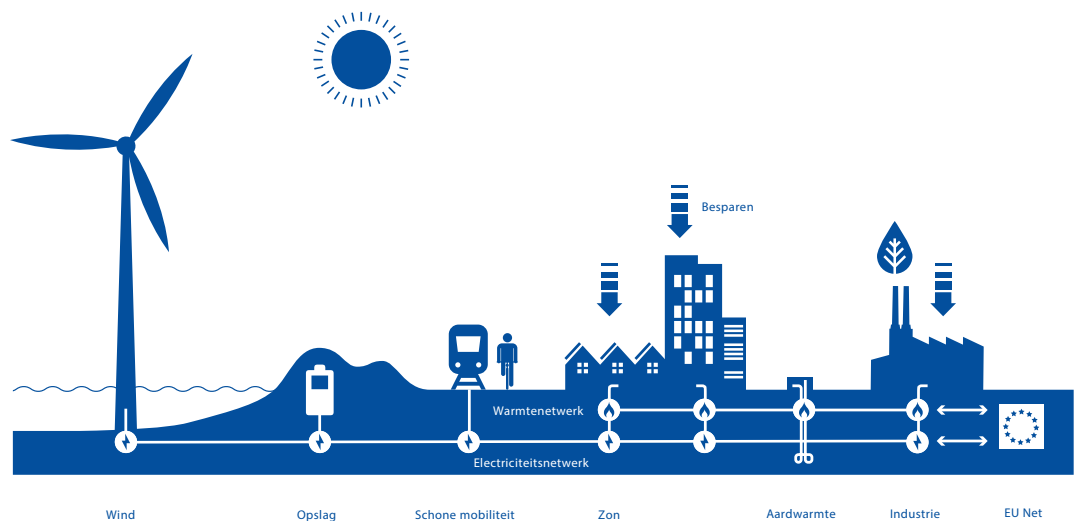 Besparen
Warmtenetwerk
Electriciteitsnetwerk
Wind Opslag Schone mobiliteit Zon Aardwarmte Industrie EU Net